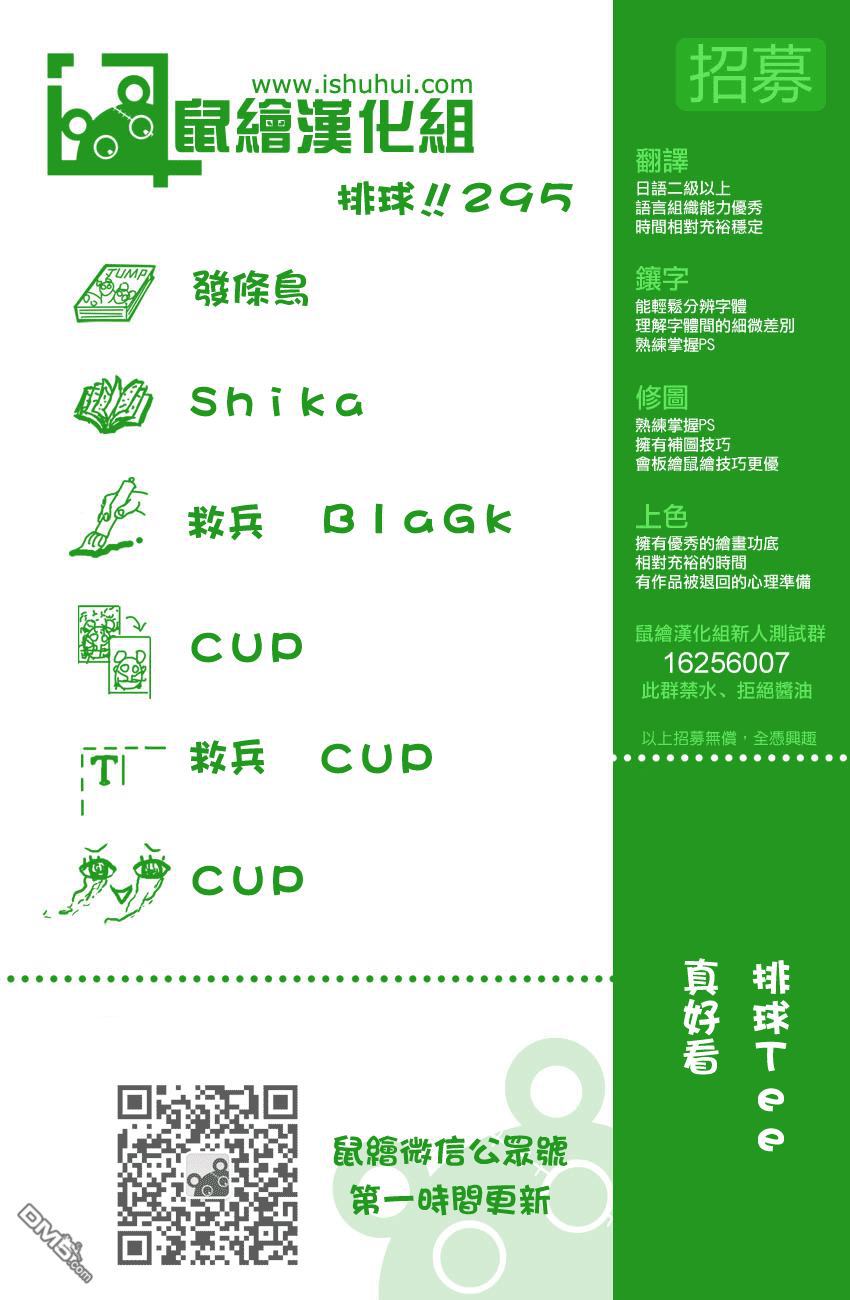 www.ishuhui.com
鼠繪漢化組
排球!!295
JUMP
發條鳥
Shika
救兵 BlaGk
CUP
T
救兵 CUP
CUP
鼠繪微信公眾號
第一時間更新
DM5.com
招募
翻譯
日語二級以上
語言組織能力優秀
時間相對充裕穩定
鑲字
能輕鬆分辨字體
理解字體間的細微差別
熟練掌握PS
修圖
熟練掌握PS
擁有補圖技巧
會板繪鼠繪技巧更優
上色
擁有優秀的繪畫功底
相對充裕的時間
有作品被退回的心理準備
鼠繪漢化組新人測試群
16256007
此群禁水、拒絕醬油
以上招募無償，全憑興趣
排球Tee
真好看